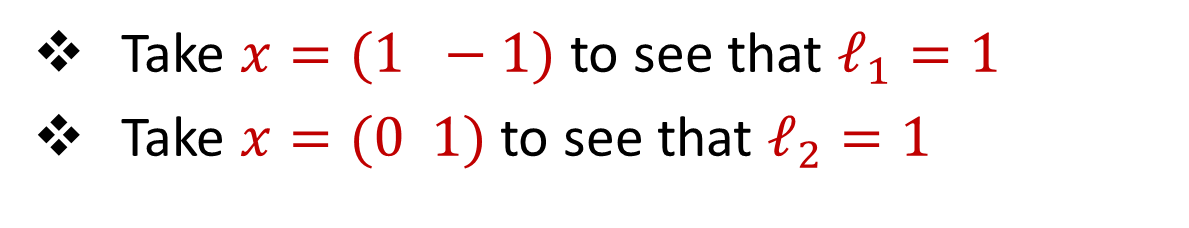 ❖ Take x = (1 − 1) to see that ℓ₁ = 1
❖ Take x = (0 1) to see that ℓ₂ = 1